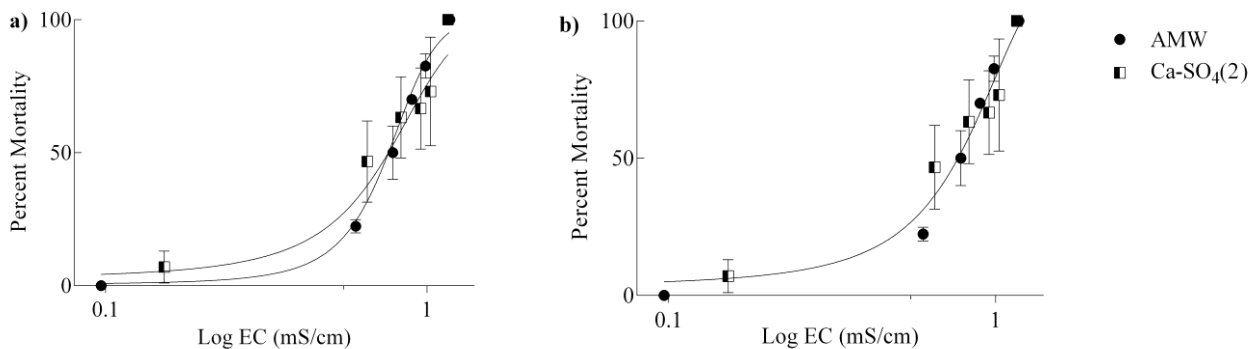 a)
Percent Mortality
100
50
0
0.1
1
Log EC (mS/cm)
b)
Percent Mortality
100
50
0
0.1
1
Log EC (mS/cm)
AMW
Ca-SO₄(2)